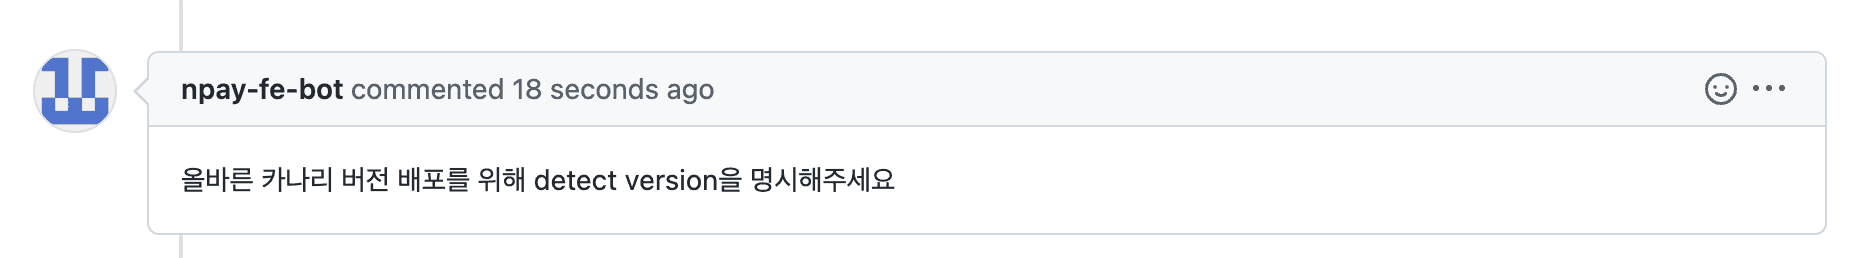 npay-fe-bot commented 18 seconds ago
올바른 카나리 버전 배포를 위해 detect version을 명시해주세요